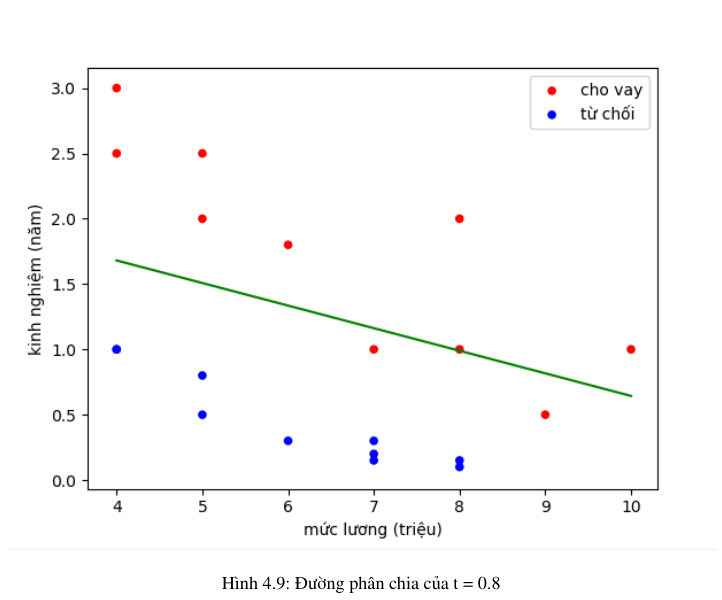 cho vay
từ chối
3.0
2.5
2.0
1.5
1.0
0.5
0.0
kinh nghiệm (năm)
4 5 6 7 8 9 10
mức lương (triệu)
Hình 4.9: Đường phân chia của t = 0.8